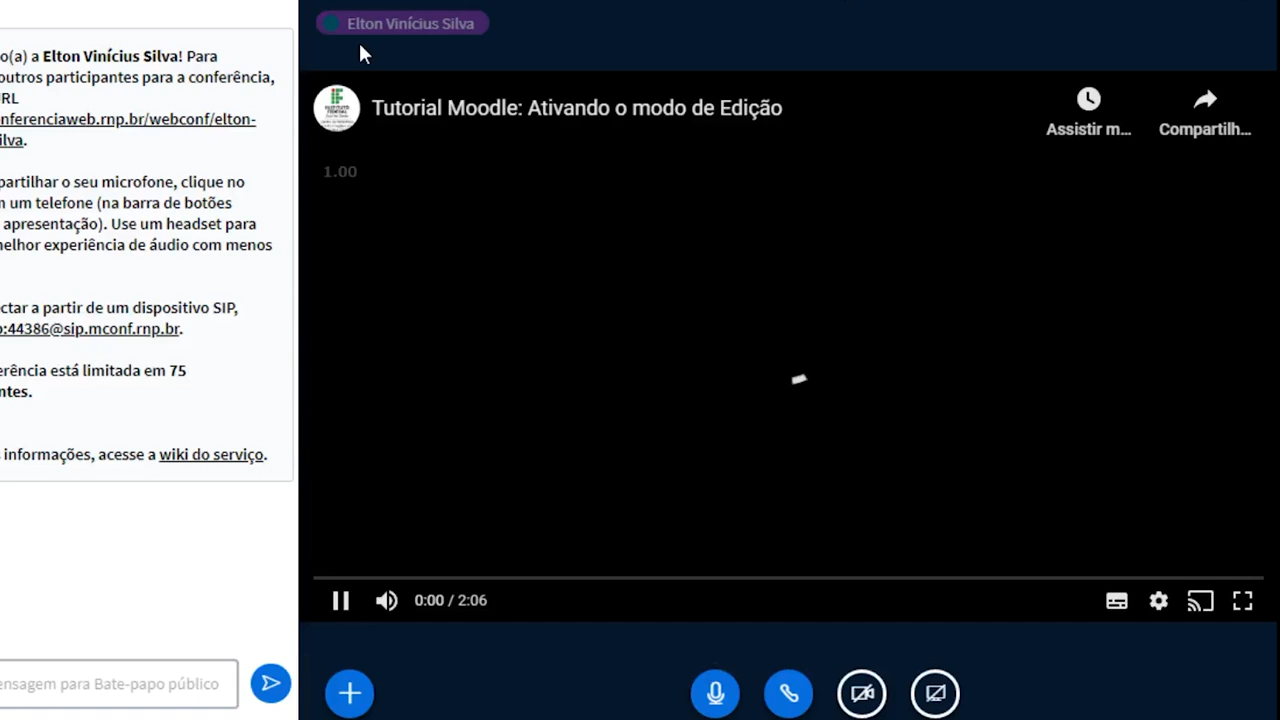 o(a) a Elton Vinícius Silva! Para
outros participantes para a conferência,
RL
nferenciaweb.rnp.br/webconf/elton-
ilva.
partilhar o seu microfone, clique no
m um telefone (na barra de botões
apresentação). Use um headset para
melhor experiência de áudio com menos
ctar a partir de um dispositivo SIP,
p:44386@sip.mconf.rnp.br.
erência está limitada em 75
ntes.
s informações, acesse a wiki do serviço.
ensagem para Bate-papo público
Elton Vinícius Silva
Tutorial Moodle: Ativando o modo de Edição
Assistir m...
Compartilh...
1.00
0:00 / 2:06